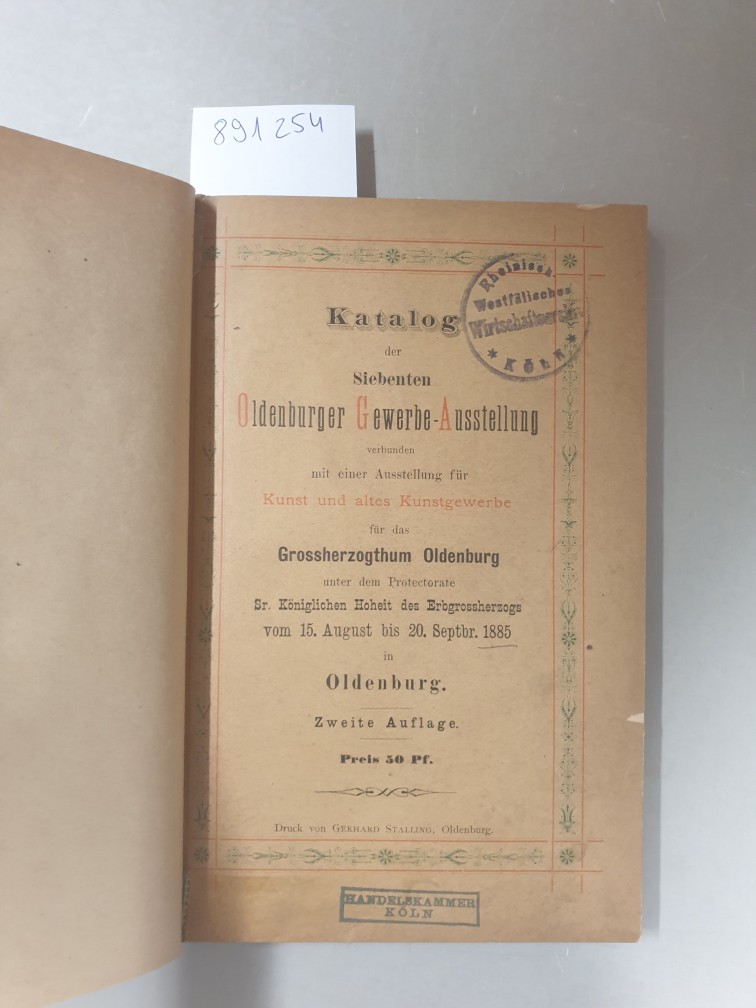 891 254
Katalog
der
Siebenten
Oldenburger Gewerbe-Ausstellung
verbunden
mit einer Ausstellung für
Kunst und altes Kunstgewerbe
für das
Grossherzogthum Oldenburg
unter dem Protectorate
Sr. Königlichen Hoheit des Erbgrossherzogs
vom 15. August bis 20. Septbr. 1885
in
Oldenburg.
Zweite Auflage.
Preis 50 Pf.
Druck von GERHARD STALLING, Oldenburg.
Rheinisch-
Westfälisches
* KÖLN *
HANDELSKAMMER
KÖLN